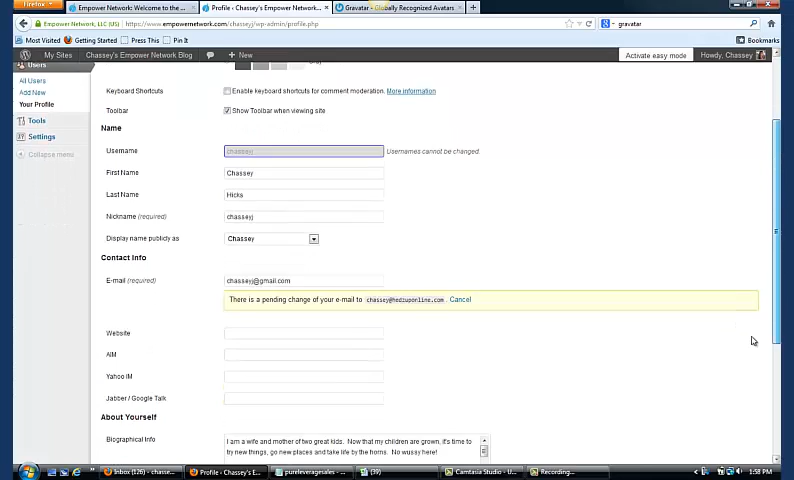 Firefox
Empower Network: Welcome to the ...
Profile ‹ Chassey's Empower Network...
Gravatar - Globally Recognized Avatars
Empower Network, LLC (US)
https://www.empowernetwork.com/chasseyj/wp-admin/profile.php
gravatar
Most Visited
Getting Started
Press This
Pin It
Bookmarks
My Sites
Chassey's Empower Network Blog
+ New
Activate easy mode
Howdy, Chassey
Users
All Users
Add New
Your Profile
Tools
Settings
Collapse menu
Keyboard Shortcuts
Enable keyboard shortcuts for comment moderation. More information
Toolbar
Show Toolbar when viewing site
Name
Username
chasseyj
Usernames cannot be changed.
First Name
Chassey
Last Name
Hicks
Nickname (required)
chasseyj
Display name publicly as
Chassey
Contact Info
E-mail (required)
chasseyj@gmail.com
There is a pending change of your e-mail to chassey@hedzuponline.com. Cancel
Website
AIM
Yahoo IM
Jabber / Google Talk
About Yourself
Biographical Info
I am a wife and mother of two great kids. Now that my children are grown, it's time to
try new things, go new places and take life by the horns. No wussy here!
Inbox (126) - chasse...
Profile ‹ Chassey's E...
pureleveragesales - ...
(39)
Camtasia Studio - U...
Recording...
1:58 PM